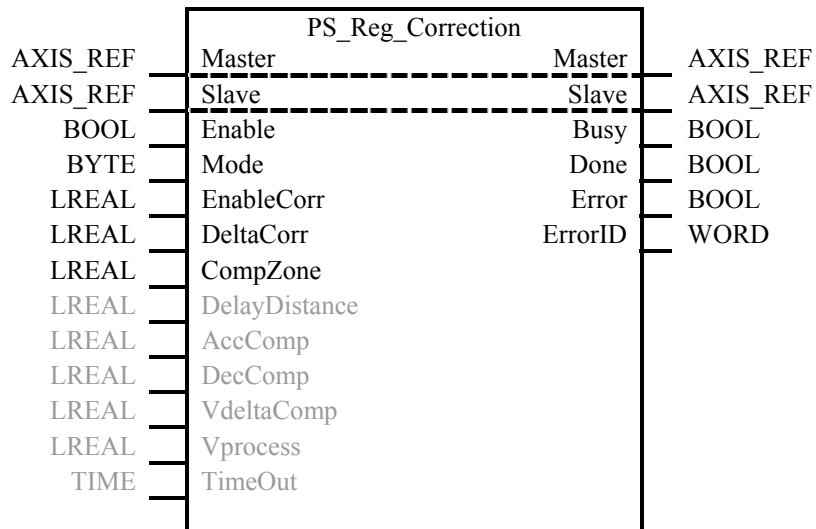 PS_Reg_Correction
AXIS_REF Master Master AXIS_REF
AXIS_REF Slave Slave AXIS_REF
BOOL Enable Busy BOOL
BYTE Mode Done BOOL
LREAL EnableCorr Error BOOL
LREAL DeltaCorr ErrorID WORD
LREAL CompZone
LREAL DelayDistance
LREAL AccComp
LREAL DecComp
LREAL VdeltaComp
LREAL Vprocess
TIME TimeOut